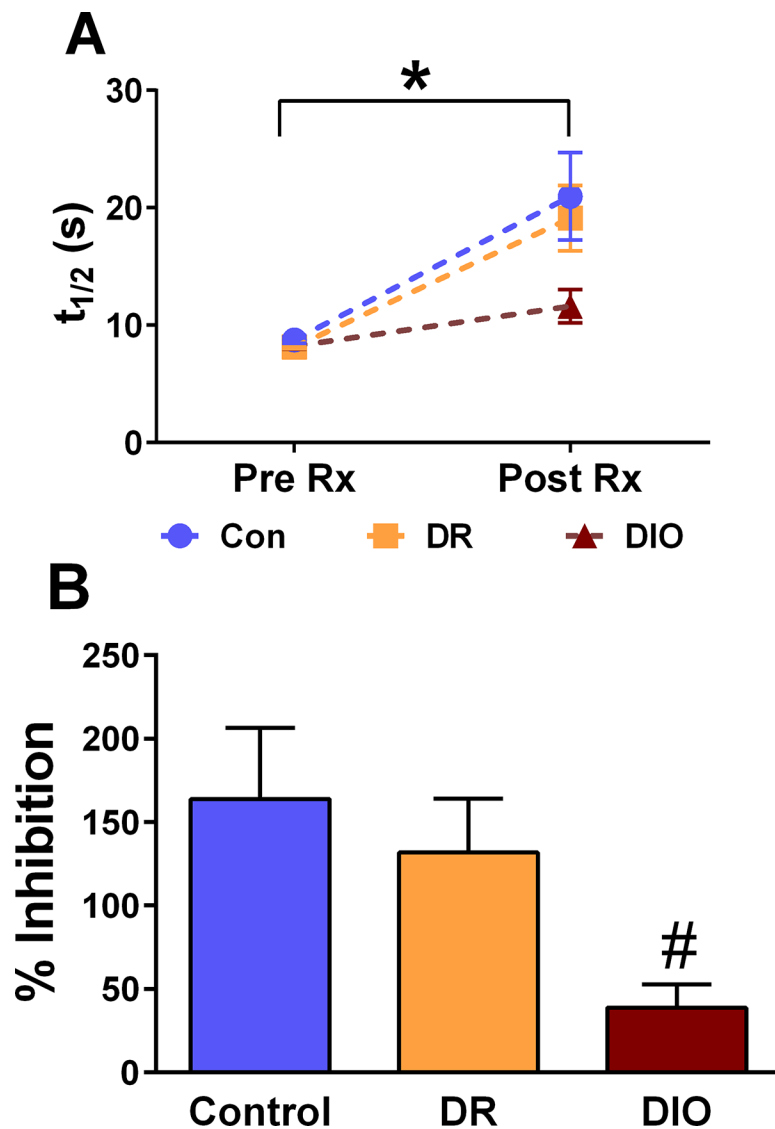 A
*
30
20
10
0
t1/2 (s)
Pre Rx Post Rx
Con DR DIO
B
250
200
150
100
50
0
% Inhibition
#
Control DR DIO